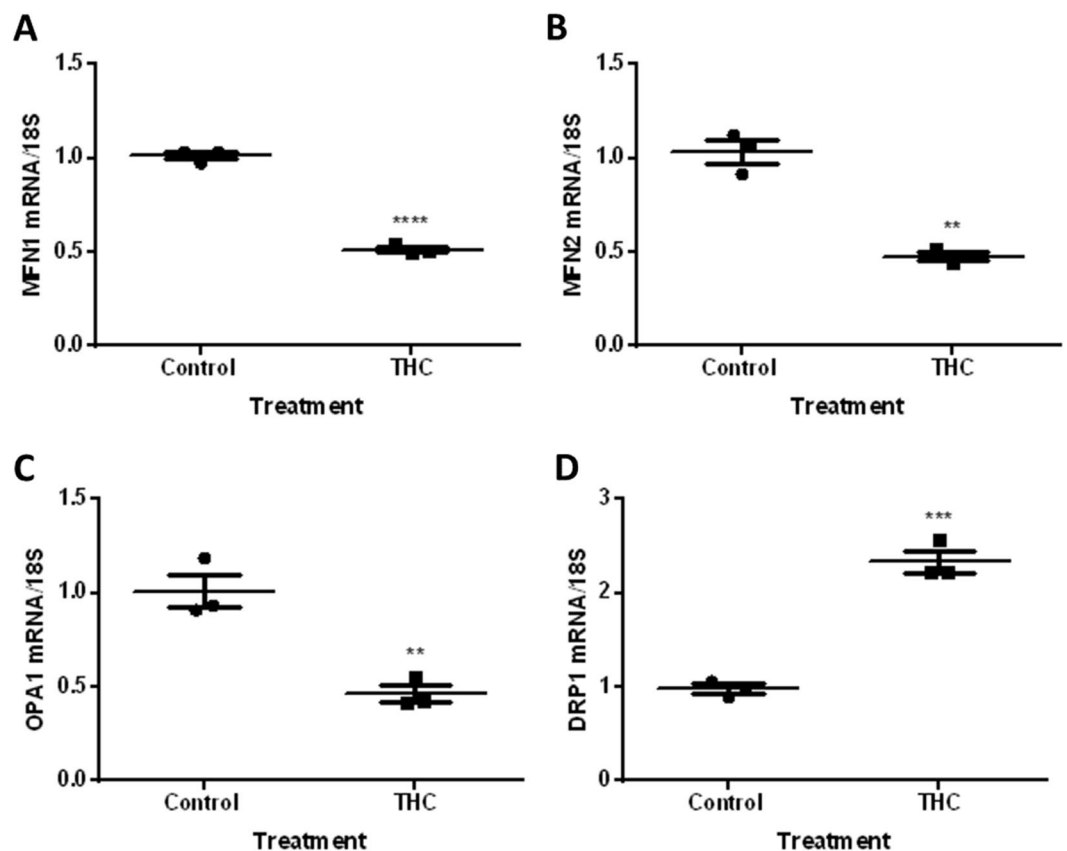 A
MFN1 mRNA/18S
1.5
1.0
0.5
0.0
****
Control THC
Treatment
B
MFN2 mRNA/18S
1.5
1.0
0.5
0.0
**
Control THC
Treatment
C
OPA1 mRNA/18S
1.5
1.0
0.5
0.0
**
Control THC
Treatment
D
DRP1 mRNA/18S
3
2
1
0
***
Control THC
Treatment